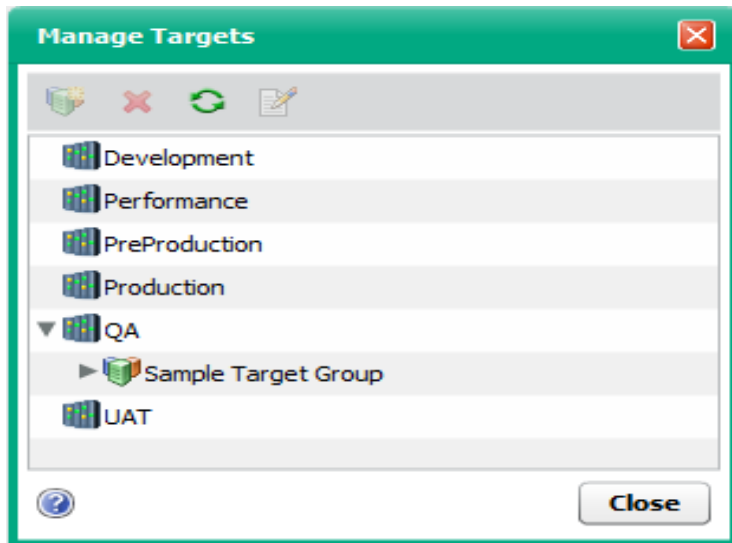 Manage Targets
Development
Performance
PreProduction
Production
QA
Sample Target Group
UAT
?
Close